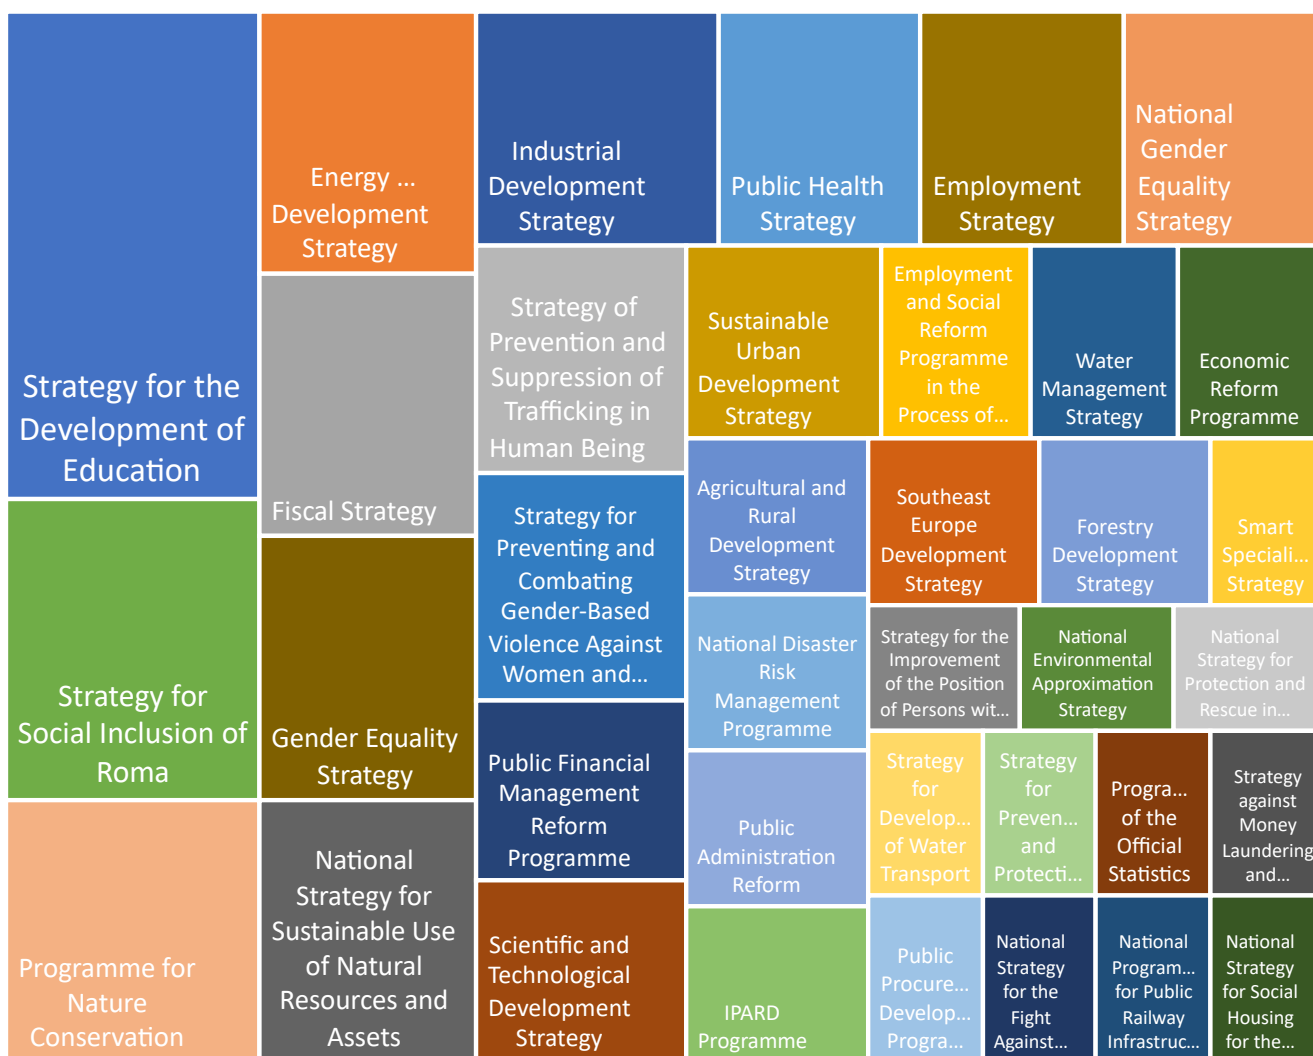 Strategy for the
Development of
Education
Strategy for
Social Inclusion of
Roma
Programme for
Nature
Conservation
Energy ...
Development
Strategy
Fiscal Strategy
Gender Equality
Strategy
National
Strategy for
Sustainable Use
of Natural
Resources and
Assets
Industrial
Development
Strategy
Public Health
Strategy
Employment
Strategy
National
Gender
Equality
Strategy
Strategy of
Prevention and
Suppression of
Trafficking in
Human Being
Strategy for
Preventing and
Combating
Gender-Based
Violence Against
Women and...
Public Financial
Management
Reform
Programme
Scientific and
Technological
Development
Strategy
Sustainable
Urban
Development
Strategy
Employment
and Social
Reform
Programme
in the
Process of...
Water
Management
Strategy
Economic
Reform
Programme
Agricultural and
Rural
Development
Strategy
National Disaster
Risk
Management
Programme
Public
Administration
Reform
IPARD
Programme
Southeast
Europe
Development
Strategy
Forestry
Development
Strategy
Smart
Speciali...
Strategy
Strategy for the
Improvement
of the Position
of Persons wit...
National
Environmental
Approximation
Strategy
National
Strategy for
Protection and
Rescue in...
Strategy
for
Develop...
of Water
Transport
Strategy
for
Preven...
and
Protecti...
Progra...
of the
Official
Statistics
Strategy
against
Money
Laundering
and...
Public
Procure...
Develop...
Progra...
National
Strategy
for the
Fight
Against...
National
Program...
for Public
Railway
Infrastruc...
National
Strategy
for Social
Housing
for the...